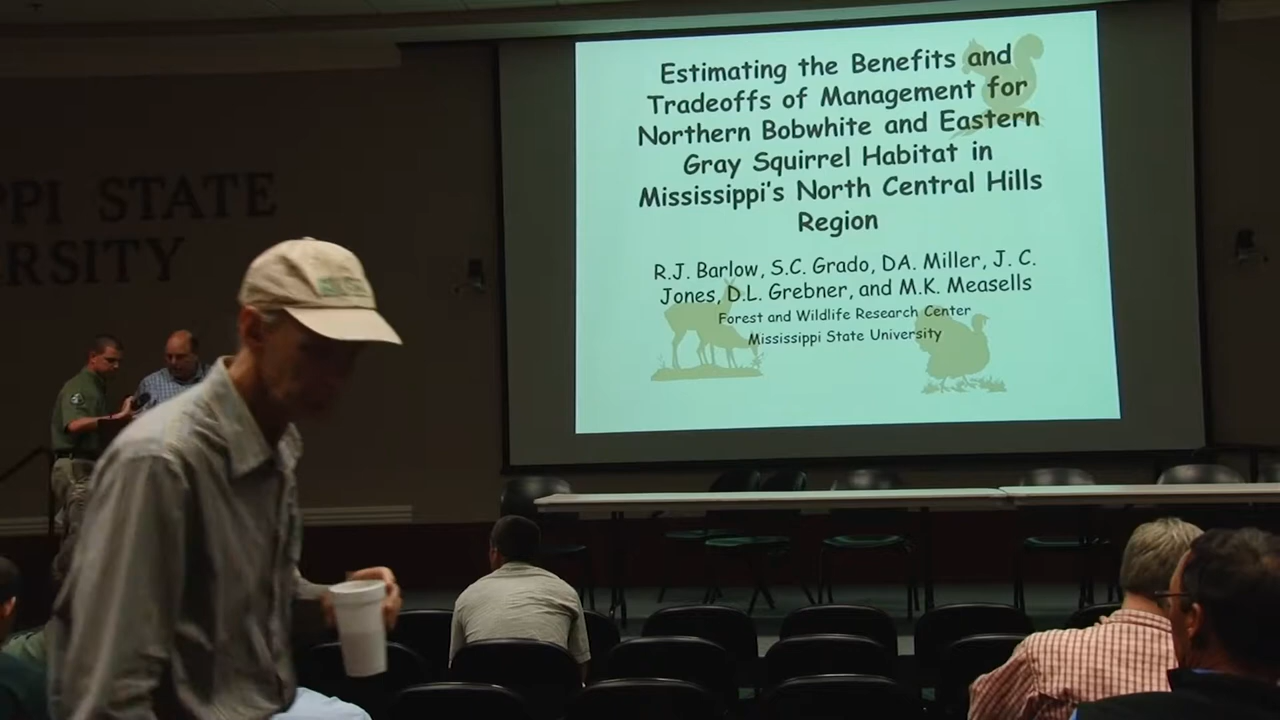 Estimating the Benefits and
Tradeoffs of Management for
Northern Bobwhite and Eastern
Gray Squirrel Habitat in
Mississippi's North Central Hills
Region
R.J. Barlow, S.C. Grado, DA. Miller, J. C.
Jones, D.L. Grebner, and M.K. Measells
Forest and Wildlife Research Center
Mississippi State University
PPI STATE
ERSITY